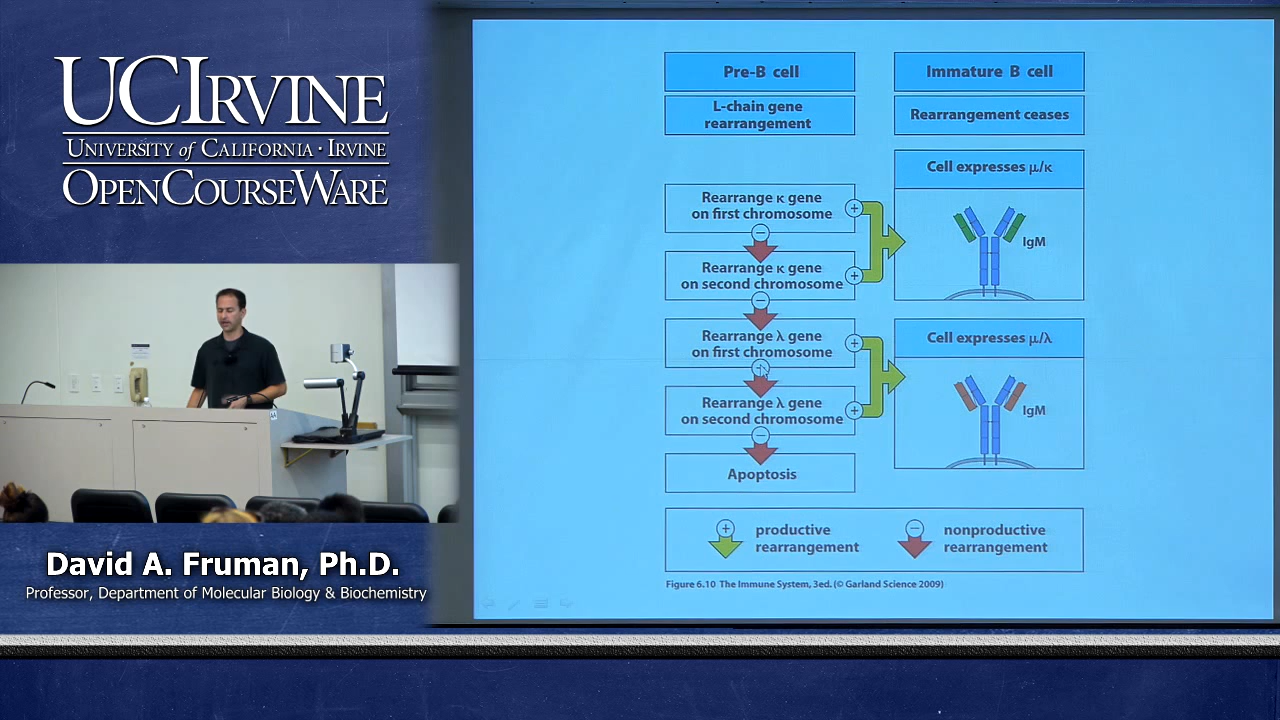 UCIRVINE
UNIVERSITY of CALIFORNIA · IRVINE
OPENCOURSEWARE
David A. Fruman, Ph.D.
Professor, Department of Molecular Biology & Biochemistry
Pre-B cell
L-chain gene
rearrangement
Rearrange κ gene
on first chromosome
+
−
Rearrange κ gene
on second chromosome
+
−
Rearrange λ gene
on first chromosome
+
Rearrange λ gene
on second chromosome
+
−
Apoptosis
Immature B cell
Rearrangement ceases
Cell expresses μ/κ
IgM
Cell expresses μ/λ
IgM
+ productive
rearrangement
− nonproductive
rearrangement
Figure 6.10 The Immune System, 3ed. (© Garland Science 2009)